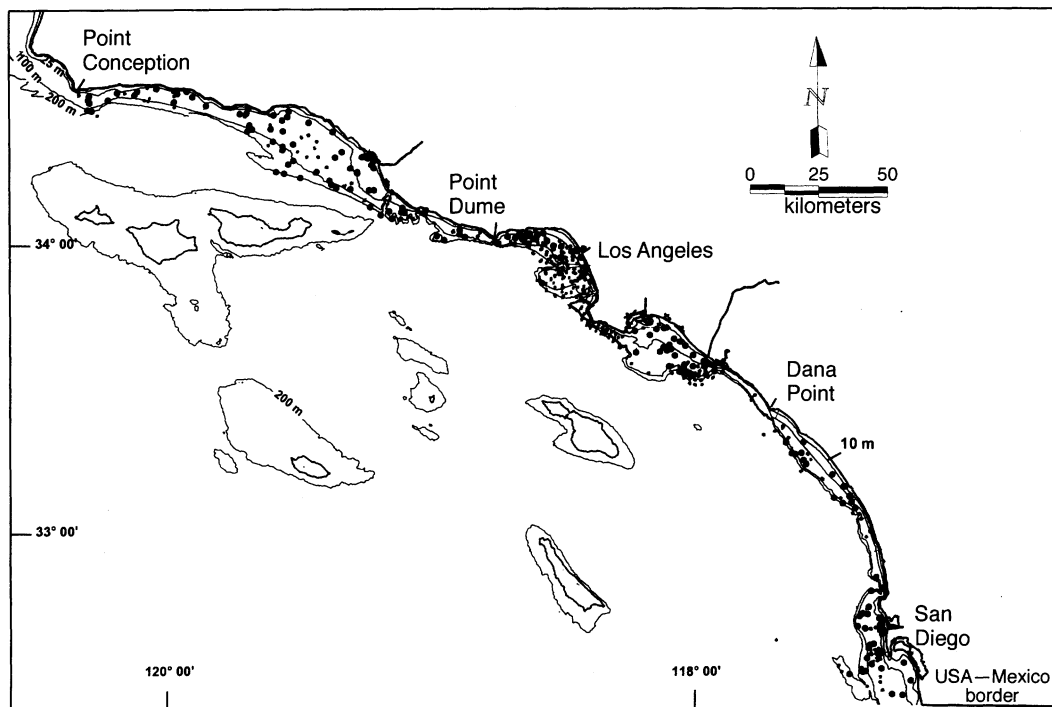 Point
Conception
25 m
100 m
200 m
N
0 25 50
kilometers
Point
Dume
34° 00'
Los Angeles
Dana
Point
200 m
10 m
33° 00'
San
Diego
120° 00'
118° 00'
USA—Mexico
border